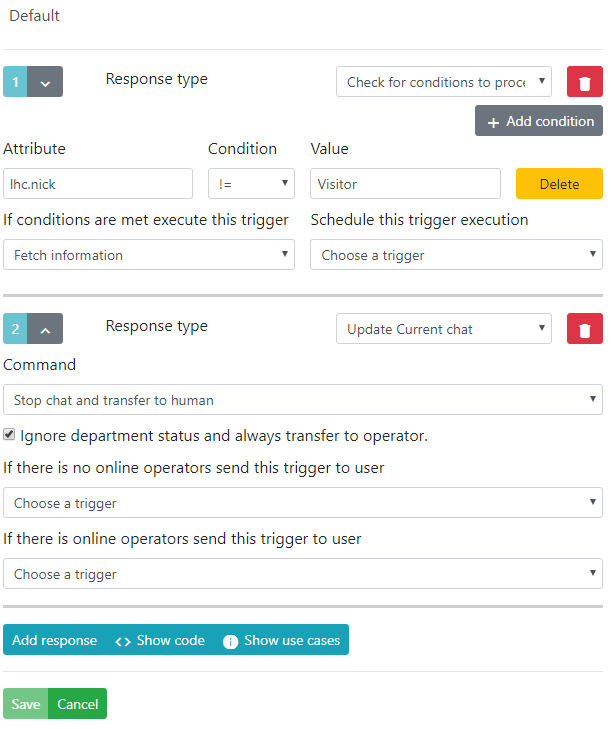 Default
1 Response type Check for conditions to proce
+ Add condition
Attribute Condition Value
lhc.nick != Visitor Delete
If conditions are met execute this trigger Schedule this trigger execution
Fetch information Choose a trigger
2 Response type Update Current chat
Command
Stop chat and transfer to human
Ignore department status and always transfer to operator.
If there is no online operators send this trigger to user
Choose a trigger
If there is online operators send this trigger to user
Choose a trigger
Add response <> Show code Show use cases
Save Cancel